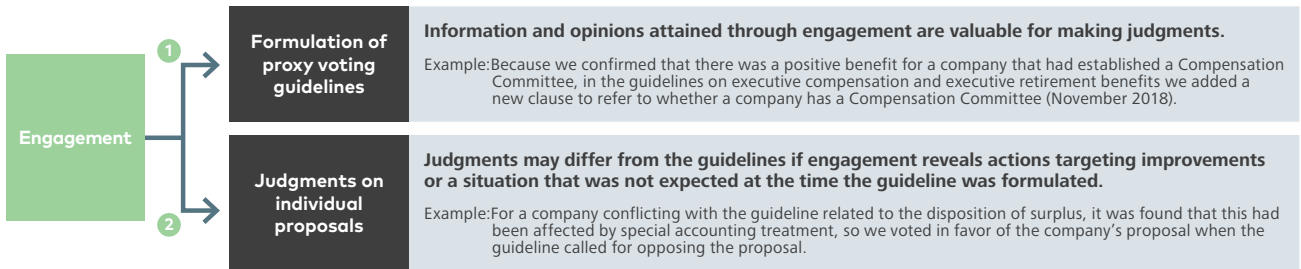 Engagement
1
Formulation of
proxy voting
guidelines
Information and opinions attained through engagement are valuable for making judgments.
Example:Because we confirmed that there was a positive benefit for a company that had established a Compensation
Committee, in the guidelines on executive compensation and executive retirement benefits we added a
new clause to refer to whether a company has a Compensation Committee (November 2018).
2
Judgments on
individual
proposals
Judgments may differ from the guidelines if engagement reveals actions targeting improvements
or a situation that was not expected at the time the guideline was formulated.
Example:For a company conflicting with the guideline related to the disposition of surplus, it was found that this had
been affected by special accounting treatment, so we voted in favor of the company’s proposal when the
guideline called for opposing the proposal.